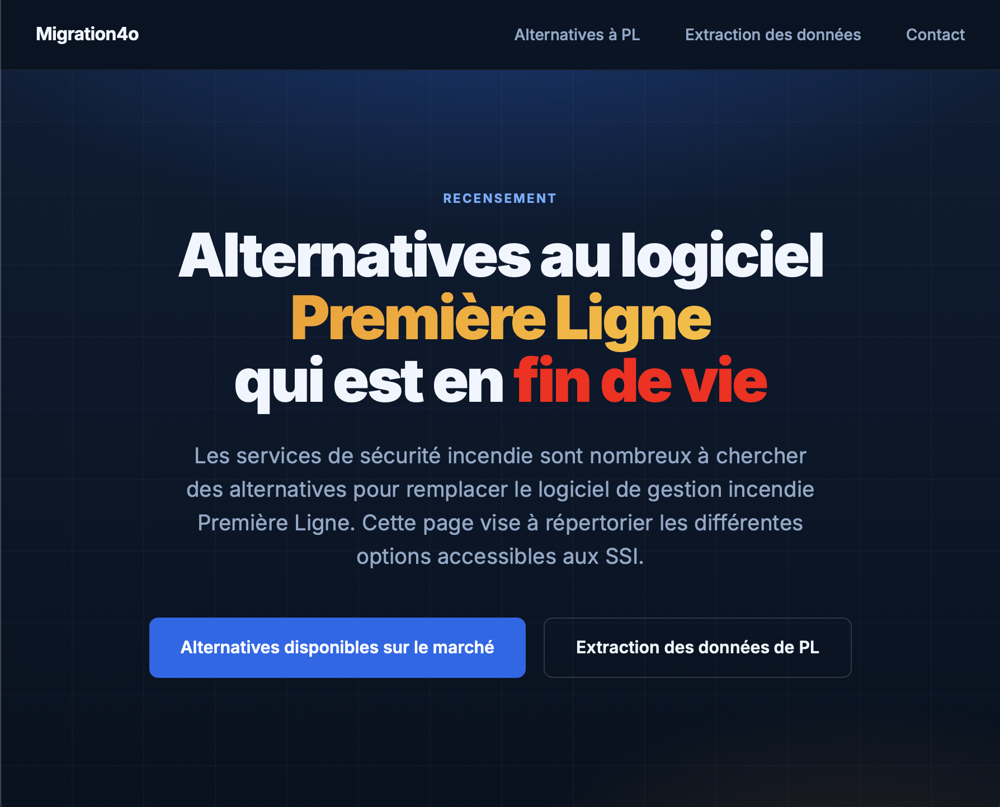 Migration4o
Alternatives à PL
Extraction des données
Contact
RECENSEMENT
Alternatives au logiciel
Première Ligne
qui est en fin de vie
Les services de sécurité incendie sont nombreux à chercher
des alternatives pour remplacer le logiciel de gestion incendie
Première Ligne. Cette page vise à répertorier les différentes
options accessibles aux SSI.
Alternatives disponibles sur le marché
Extraction des données de PL